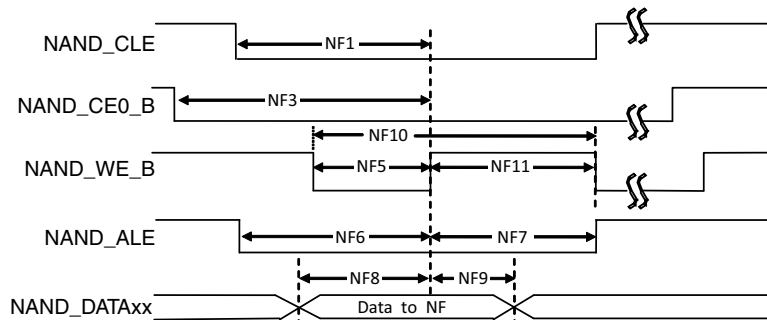 NAND_CLE
NF1
NAND_CE0_B
NF3
NF10
NAND_WE_B
NF5
NF11
NAND_ALE
NF6
NF7
NF8
NF9
NAND_DATAxx
Data to NF